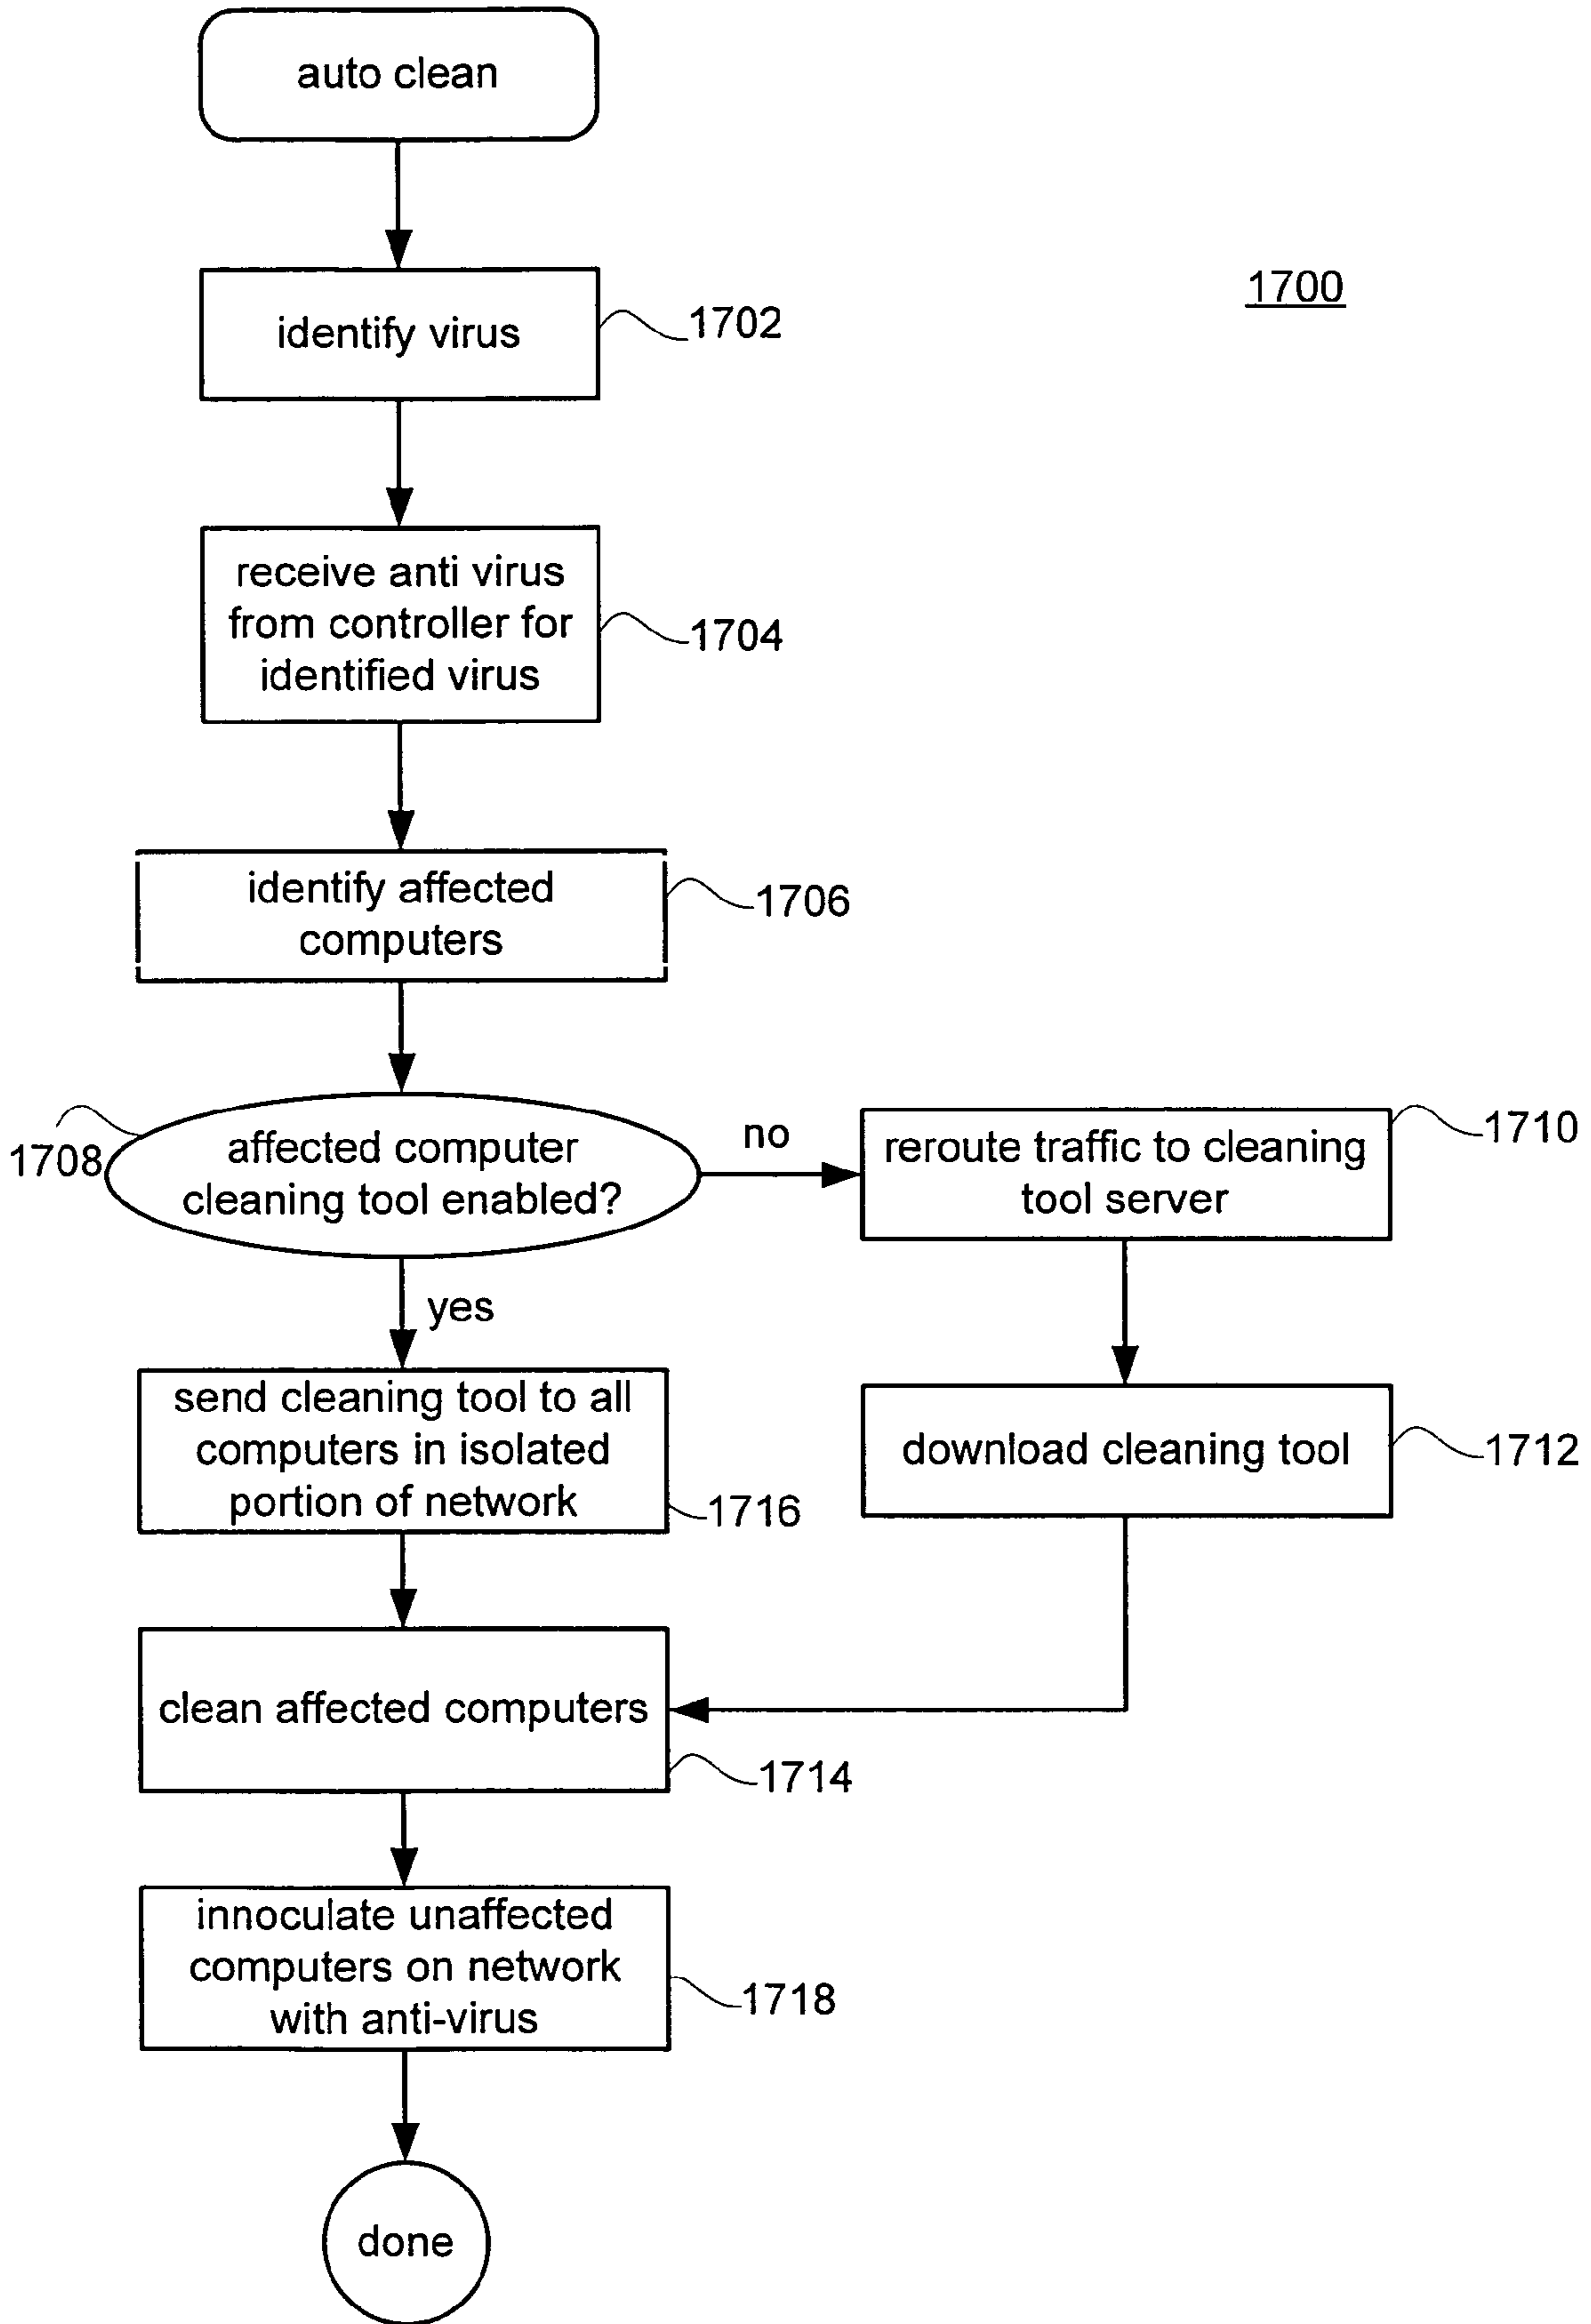 auto clean
1700
identify virus
1702
receive anti virus
from controller for
identified virus
1704
identify affected
computers
1706
1708
affected computer
cleaning tool enabled?
no
reroute traffic to cleaning
tool server
1710
yes
send cleaning tool to all
computers in isolated
portion of network
1716
download cleaning tool
1712
clean affected computers
1714
innoculate unaffected
computers on network
with anti-virus
1718
done